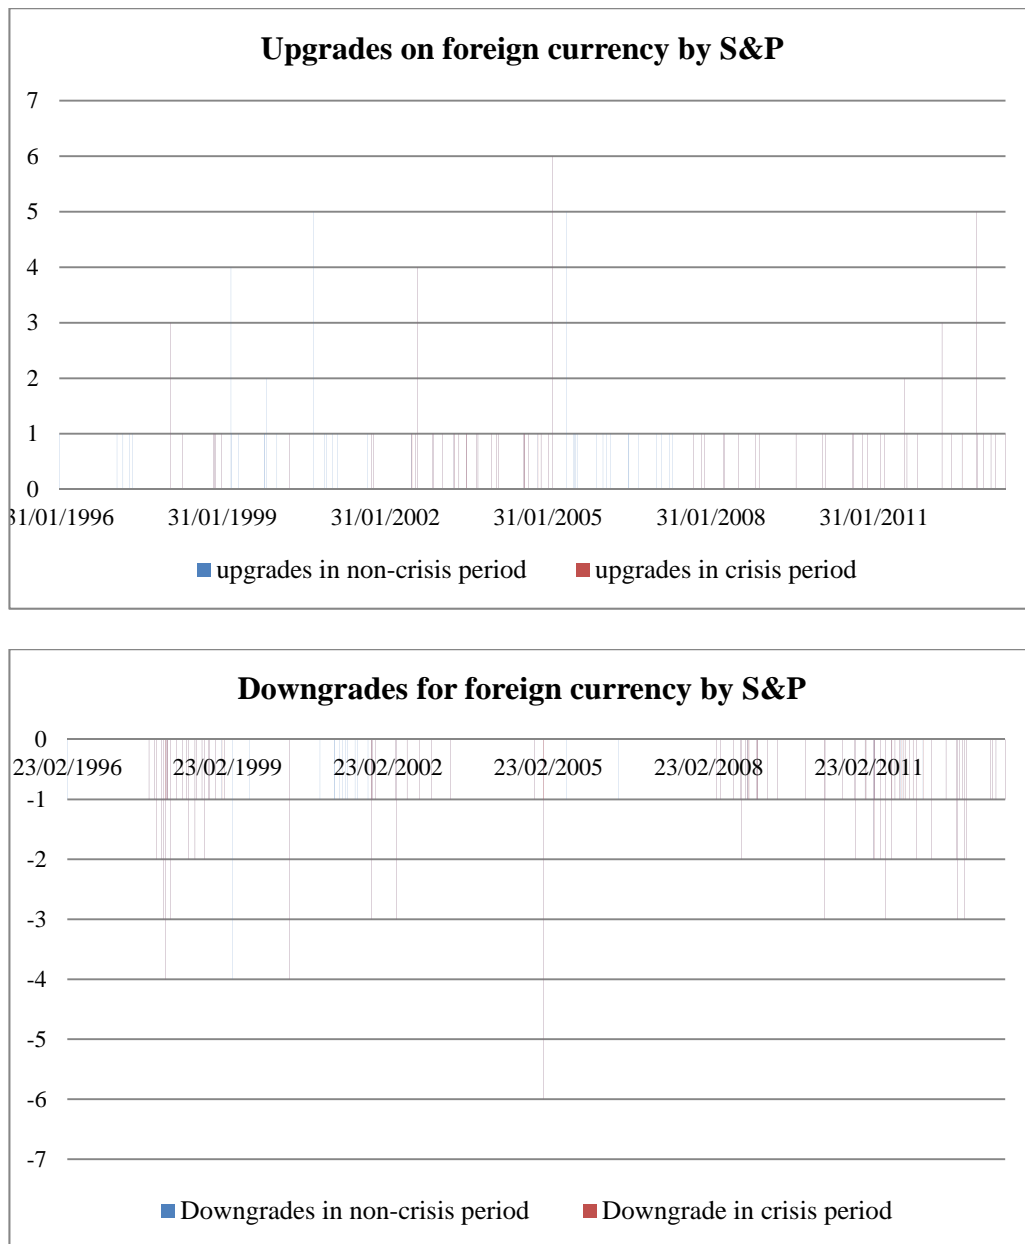 Upgrades on foreign currency by S&P
7
6
5
4
3
2
1
0
31/01/1996 31/01/1999 31/01/2002 31/01/2005 31/01/2008 31/01/2011
upgrades in non-crisis period upgrades in crisis period
Downgrades for foreign currency by S&P
0
23/02/1996 23/02/1999 23/02/2002 23/02/2005 23/02/2008 23/02/2011
-1
-2
-3
-4
-5
-6
-7
Downgrades in non-crisis period Downgrade in crisis period